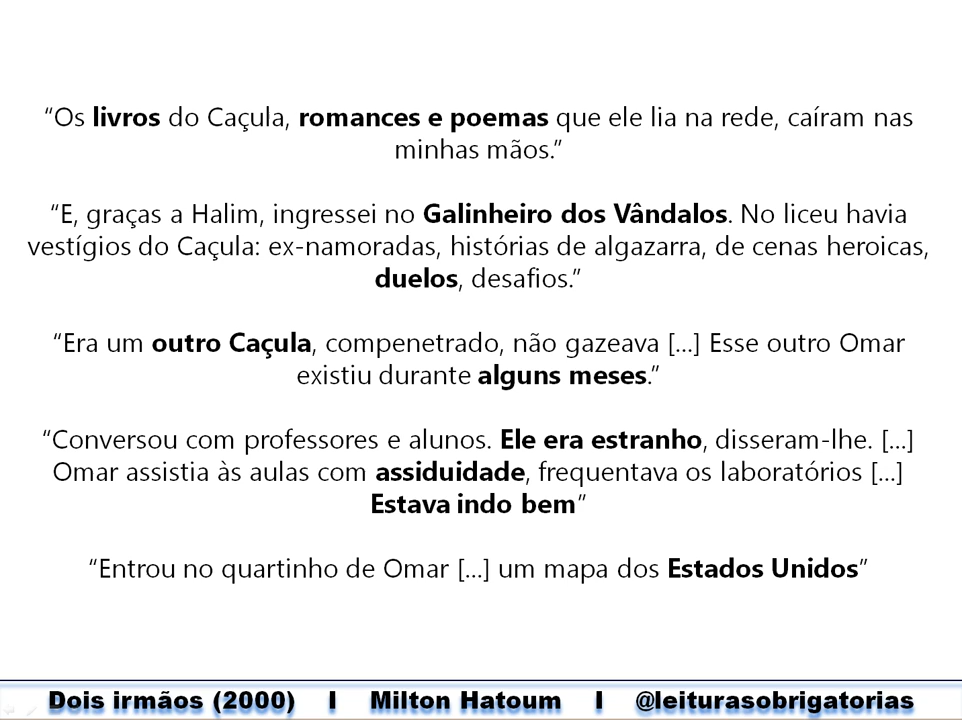 “Os livros do Caçula, romances e poemas que ele lia na rede, caíram nas
minhas mãos.”
“E, graças a Halim, ingressei no Galinheiro dos Vândalos. No liceu havia
vestígios do Caçula: ex-namoradas, histórias de algazarra, de cenas heroicas,
duelos, desafios.”
“Era um outro Caçula, compenetrado, não gazeava [...] Esse outro Omar
existiu durante alguns meses.”
“Conversou com professores e alunos. Ele era estranho, disseram-lhe. [...]
Omar assistia às aulas com assiduidade, frequentava os laboratórios [...]
Estava indo bem”
“Entrou no quartinho de Omar [...] um mapa dos Estados Unidos”
Dois irmãos (2000) I Milton Hatoum I @leiturasobrigatorias